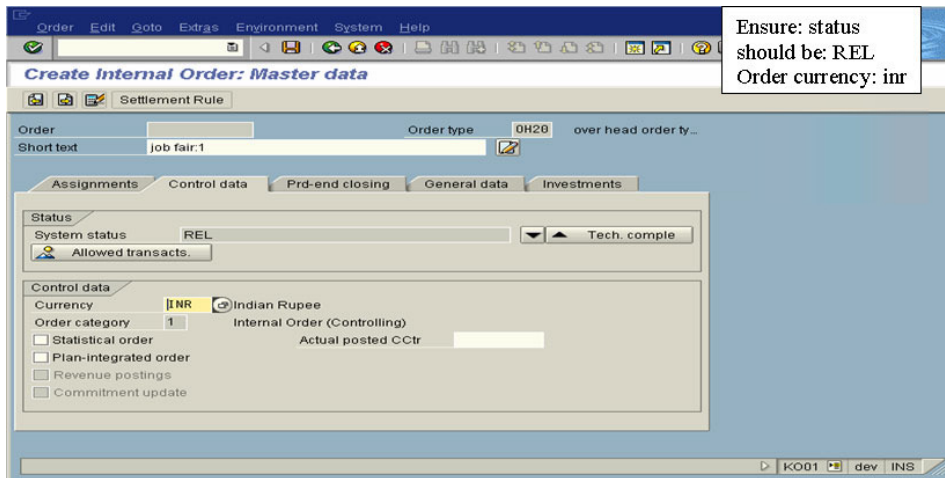 Order Edit Goto Extras Environment System Help
Ensure: status
should be: REL
Order currency: inr
Create Internal Order: Master data
Settlement Rule
Order Order type OH20 over head order ty...
Short text job fair:1
Assignments Control data Prd-end closing General data Investments
Status
System status REL Tech. comple
Allowed transacts.
Control data
Currency INR Indian Rupee
Order category 1 Internal Order (Controlling)
Statistical order Actual posted CCtr
Plan-integrated order
Revenue postings
Commitment update
KO01 dev INS